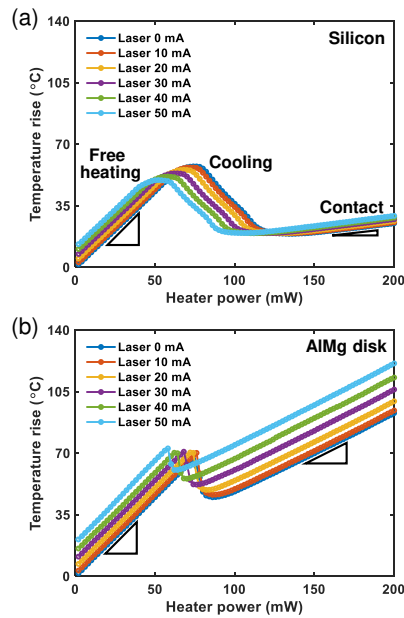 (a)
140
105
70
35
0
Temperature rise (°C)
Laser 0 mA
Laser 10 mA
Laser 20 mA
Laser 30 mA
Laser 40 mA
Laser 50 mA
Silicon
Free
heating
Cooling
Contact
0 50 100 150 200
Heater power (mW)
(b)
140
105
70
35
0
Temperature rise (°C)
Laser 0 mA
Laser 10 mA
Laser 20 mA
Laser 30 mA
Laser 40 mA
Laser 50 mA
AlMg disk
0 50 100 150 200
Heater power (mW)